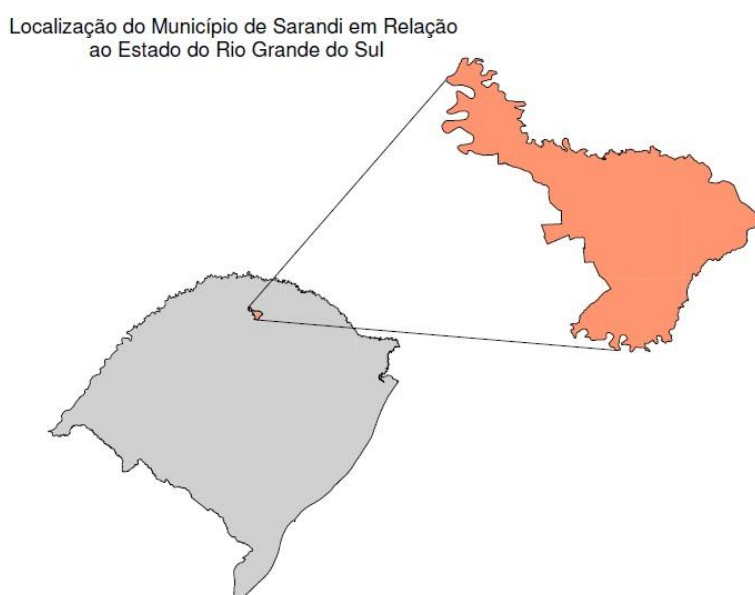 Localização do Município de Sarandi em Relação
ao Estado do Rio Grande do Sul